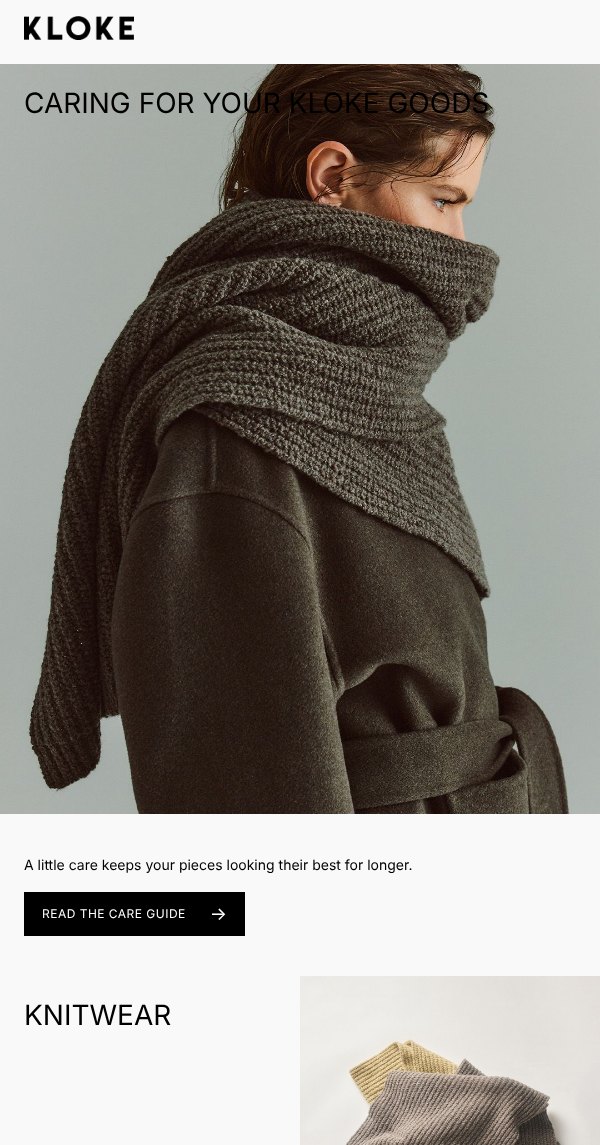 KLOKE
CARING FOR YOUR KLOKE GOODS
A little care keeps your pieces looking their best for longer.
READ THE CARE GUIDE
KNITWEAR